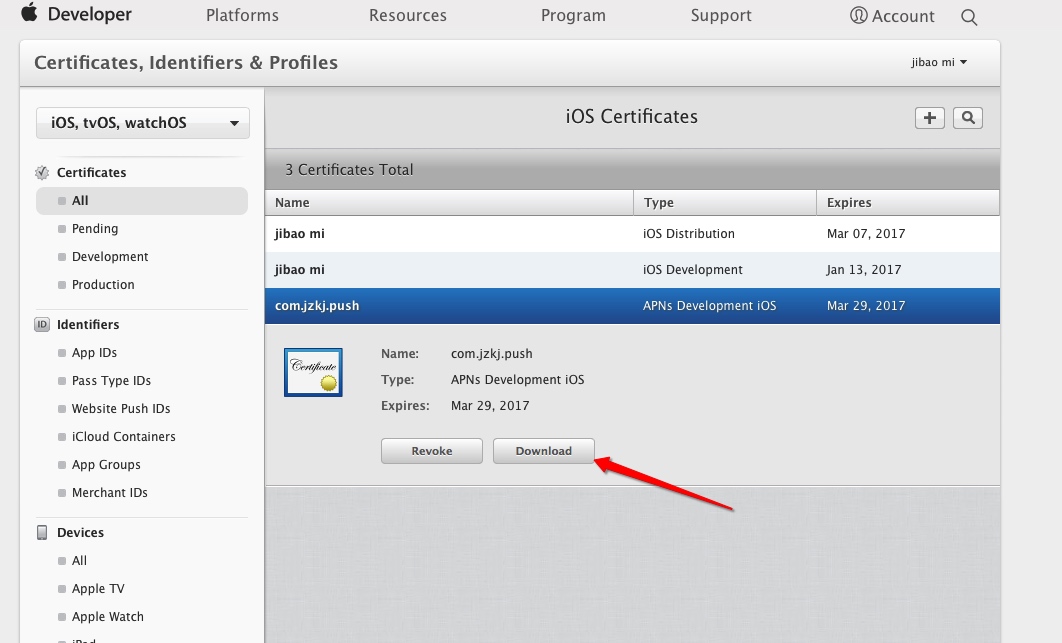 Developer Platforms Resources Program Support Account
Certificates, Identifiers & Profiles jibao mi
iOS, tvOS, watchOS
Certificates
All
Pending
Development
Production
ID Identifiers
App IDs
Pass Type IDs
Website Push IDs
iCloud Containers
App Groups
Merchant IDs
Devices
All
Apple TV
Apple Watch
iPad
iOS Certificates
3 Certificates Total
Name Type Expires
jibao mi iOS Distribution Mar 07, 2017
jibao mi iOS Development Jan 13, 2017
com.jzkj.push APNs Development iOS Mar 29, 2017
Certificate
Name: com.jzkj.push
Type: APNs Development iOS
Expires: Mar 29, 2017
Revoke Download